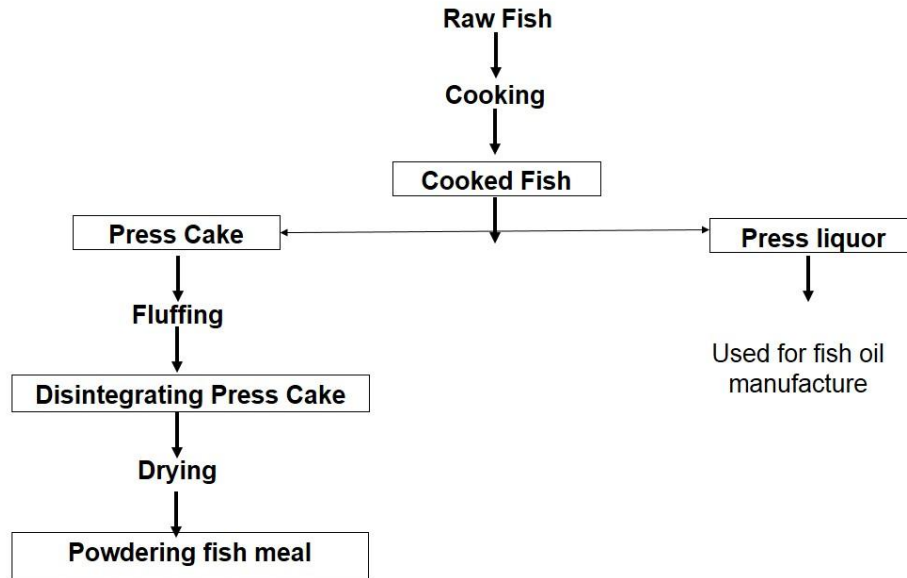 Raw Fish
Cooking
Cooked Fish
Press Cake
Press liquor
Fluffing
Used for fish oil
manufacture
Disintegrating Press Cake
Drying
Powdering fish meal